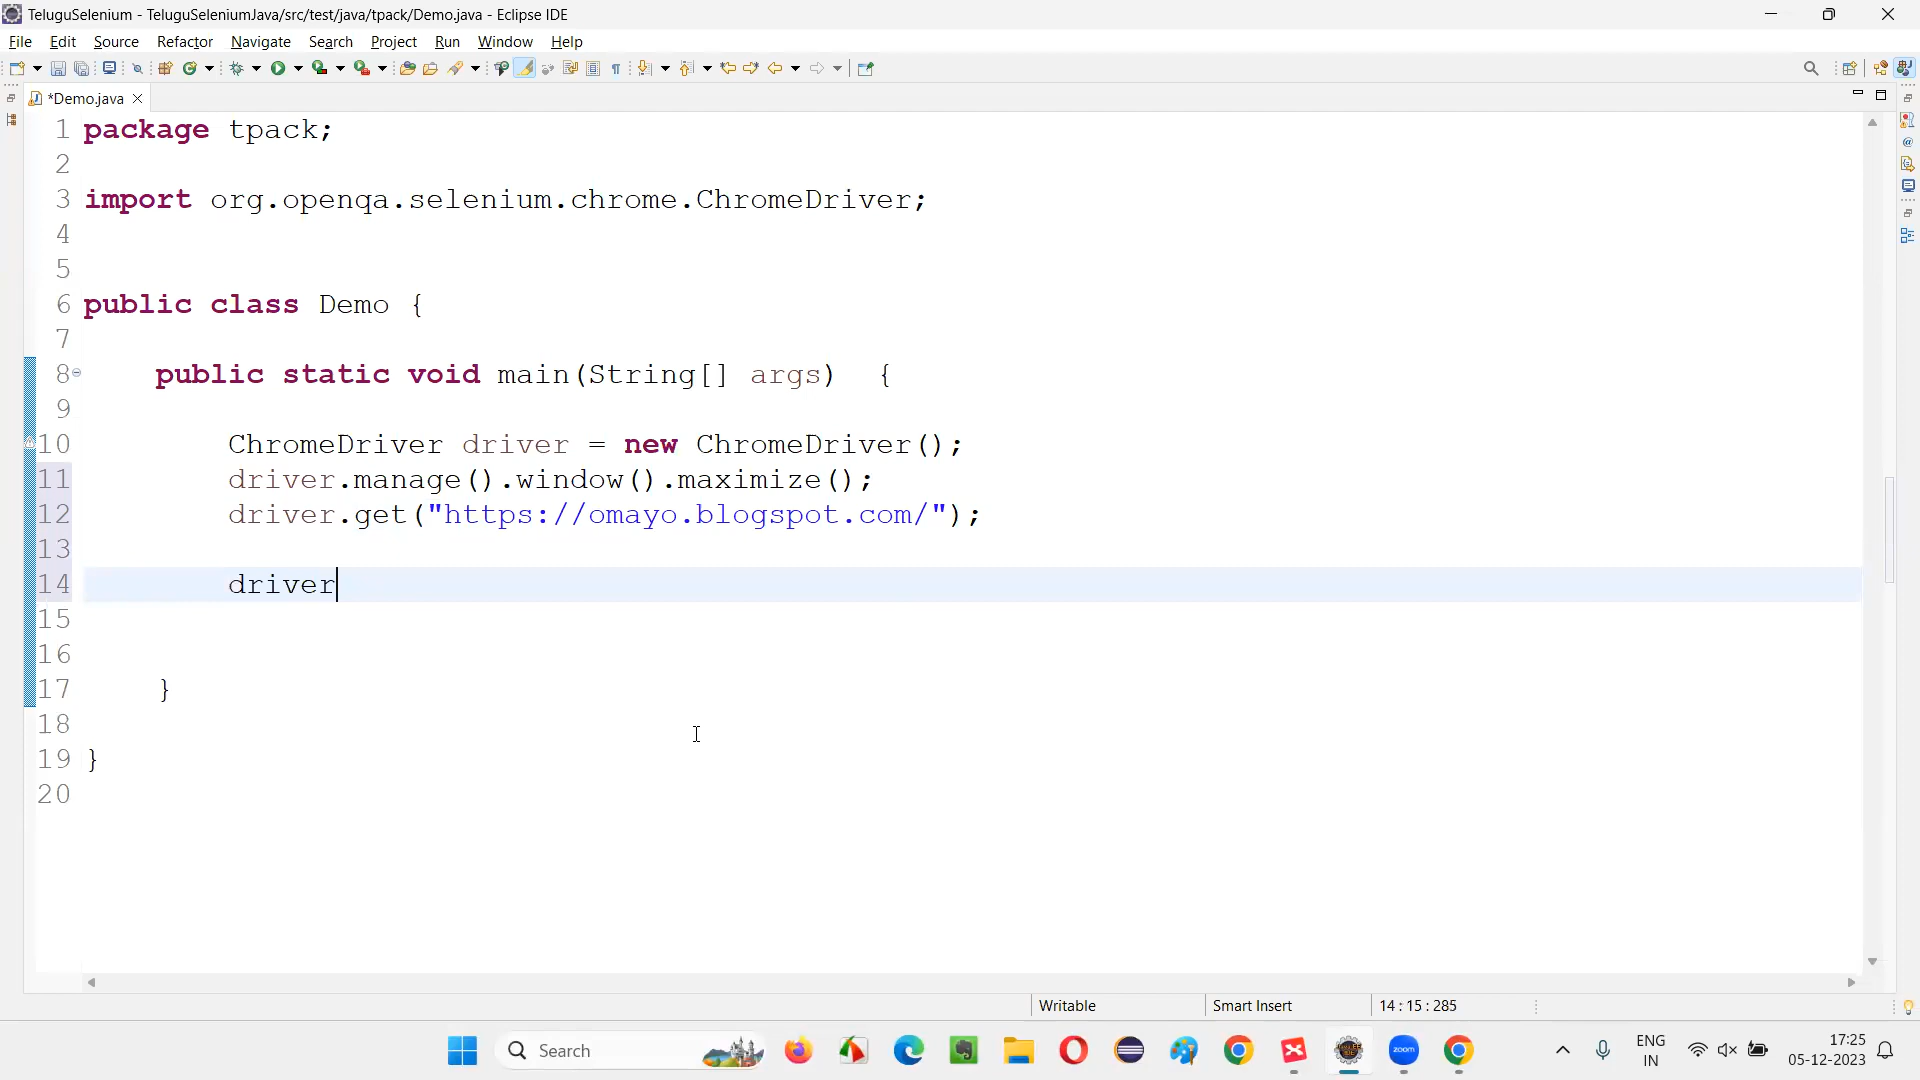 TeluguSelenium - TeluguSeleniumJava/src/test/java/tpack/Demo.java - Eclipse IDE
File Edit Source Refactor Navigate Search Project Run Window Help
*Demo.java
1 package tpack;
2
3 import org.openqa.selenium.chrome.ChromeDriver;
4
5
6 public class Demo {
7
8 public static void main(String[] args) {
9
10 ChromeDriver driver = new ChromeDriver();
11 driver.manage().window().maximize();
12 driver.get("https://omayo.blogspot.com/");
13
14 driver
15
16
17 }
18
19 }
20
Writable Smart Insert 14 : 15 : 285
Search zoom ENG IN 17:25
05-12-2023